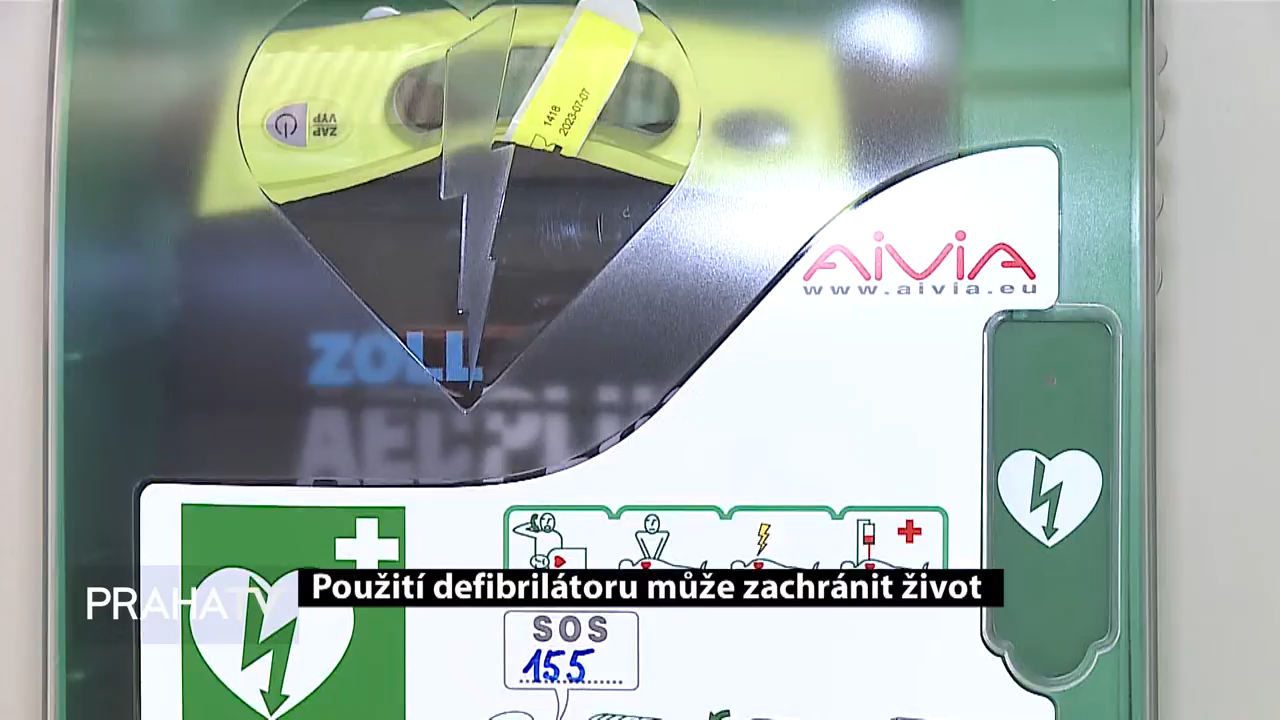 ZAP
VYP
1418
2023-07-07
AiViA
www.aivia.eu
ZOLL
PRAHA TV
Použití defibrilátoru může zachránit život
SOS
155